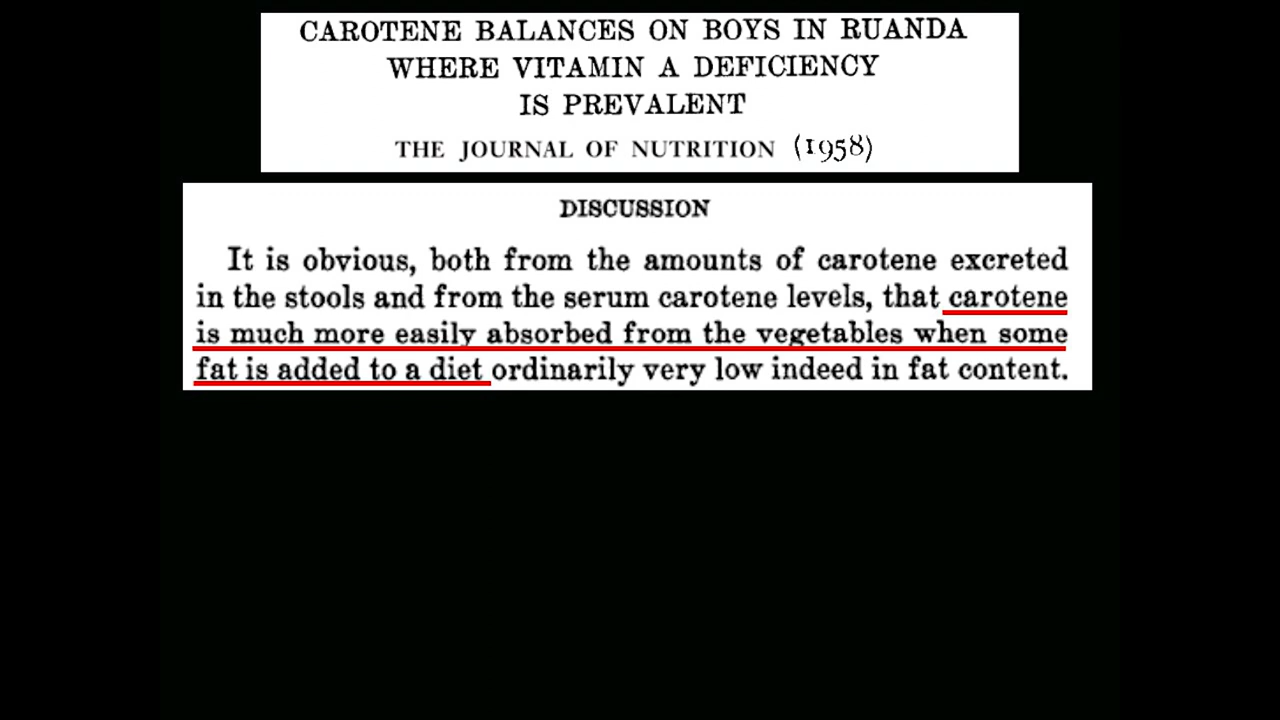 CAROTENE BALANCES ON BOYS IN RUANDA
WHERE VITAMIN A DEFICIENCY
IS PREVALENT
THE JOURNAL OF NUTRITION (1958)
DISCUSSION
It is obvious, both from the amounts of carotene excreted
in the stools and from the serum carotene levels, that carotene
is much more easily absorbed from the vegetables when some
fat is added to a diet ordinarily very low indeed in fat content.